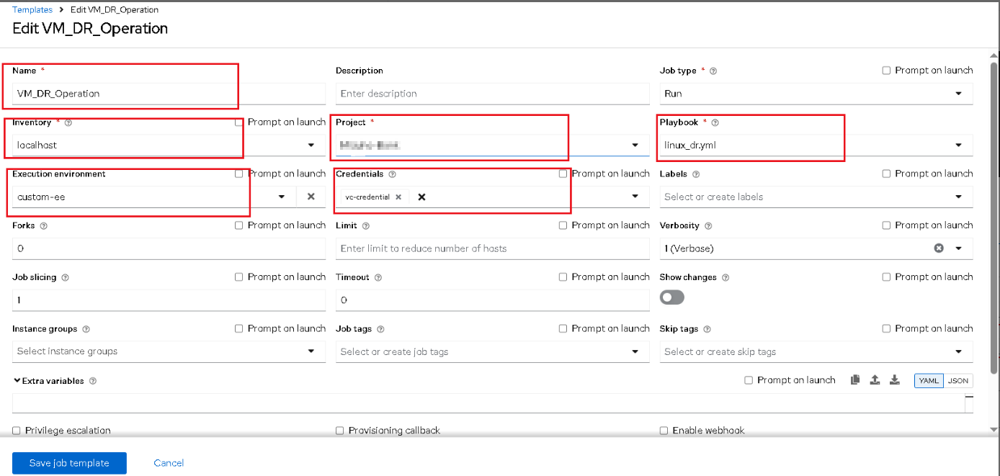 Templates > Edit VM_DR_Operation
Edit VM_DR_Operation
Name * Description Job type * Prompt on launch
VM_DR_Operation Enter description Run
Inventory * Prompt on launch Project * Playbook *
localhost linux_dr.yml
Execution environment Prompt on launch Credentials Prompt on launch Labels Prompt on launch
custom-ee vc-credential Select or create labels
Forks Prompt on launch Limit Prompt on launch Verbosity Prompt on launch
0 Enter limit to reduce number of hosts 1 (Verbose)
Job slicing Prompt on launch Timeout Prompt on launch Show changes Prompt on launch
1 0
Instance groups Prompt on launch Job tags Prompt on launch Skip tags Prompt on launch
Select instance groups Select or create job tags Select or create skip tags
Extra variables Prompt on launch YAML JSON
Privilege escalation Provisioning callback Enable webhook
Save job template Cancel